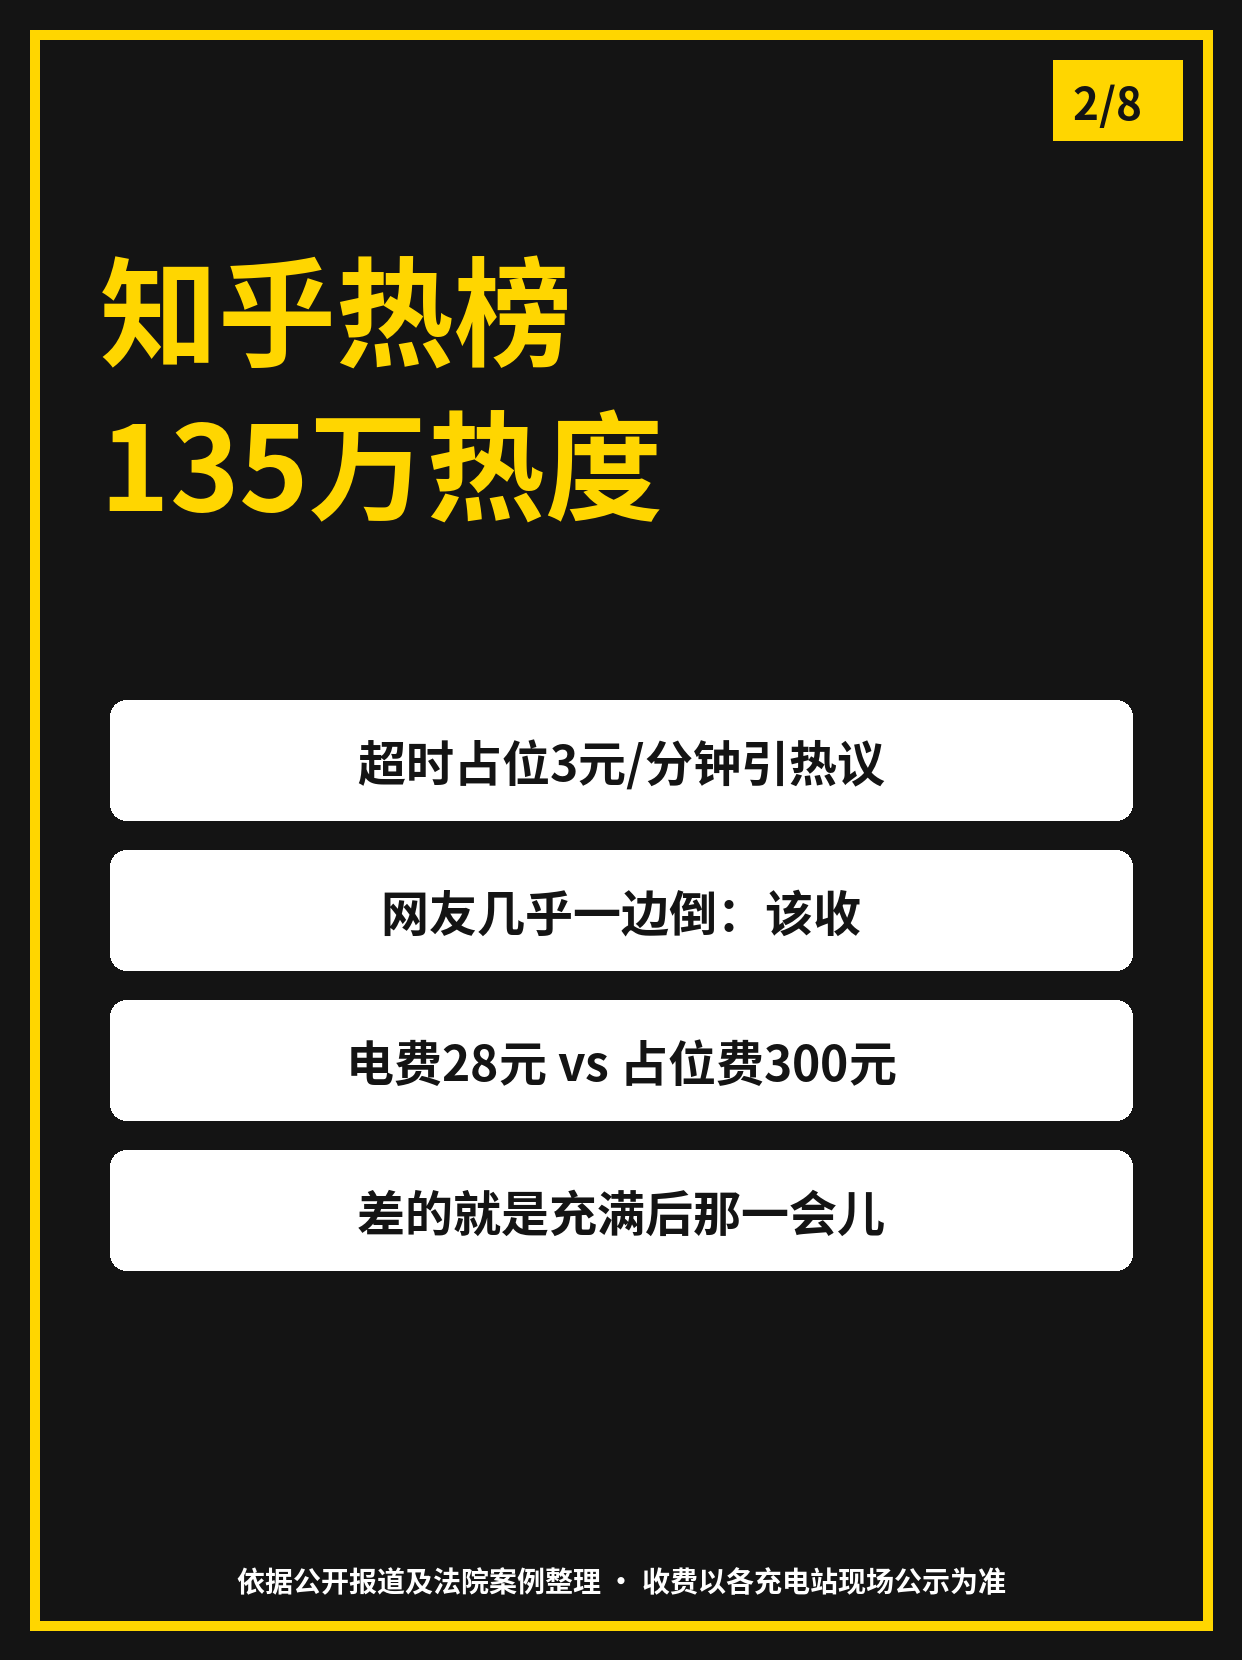 2/8
知乎热榜
135万热度
超时占位3元/分钟引热议
网友几乎一边倒：该收
电费28元 vs 占位费300元
差的就是充满后那一会儿
依据公开报道及法院案例整理 · 收费以各充电站现场公示为准